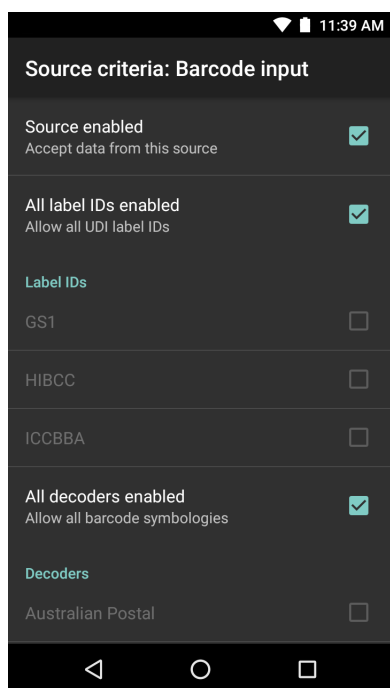 11:39 AM
Source criteria: Barcode input
Source enabled
Accept data from this source
All label IDs enabled
Allow all UDI label IDs
Label IDs
GS1
HIBCC
ICCBBA
All decoders enabled
Allow all barcode symbologies
Decoders
Australian Postal